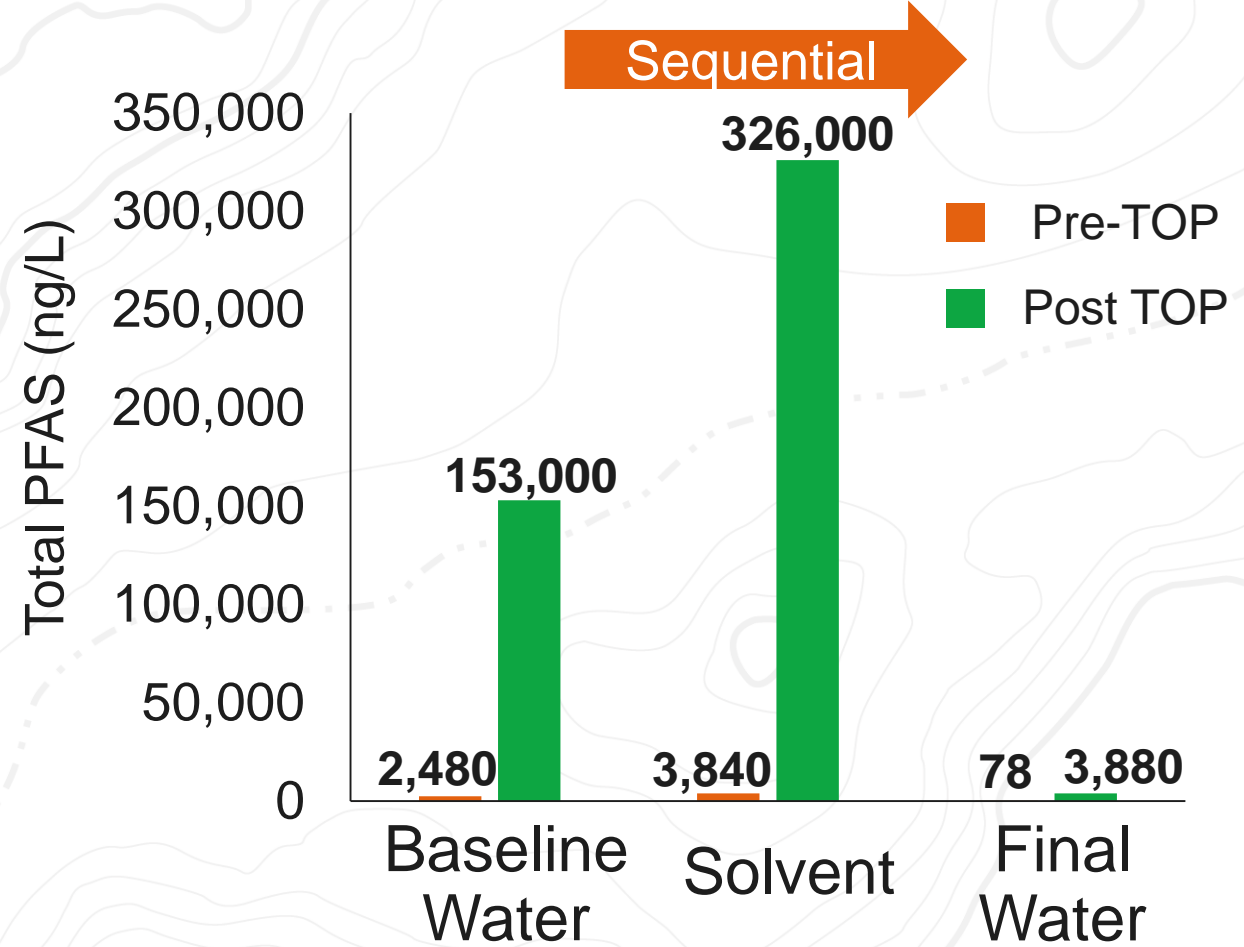 Sequential
350,000
300,000
250,000
200,000
150,000
100,000
50,000
0
Total PFAS (ng/L)
326,000
153,000
2,480
3,840
78
3,880
Pre-TOP
Post TOP
Baseline
Water
Solvent
Final
Water